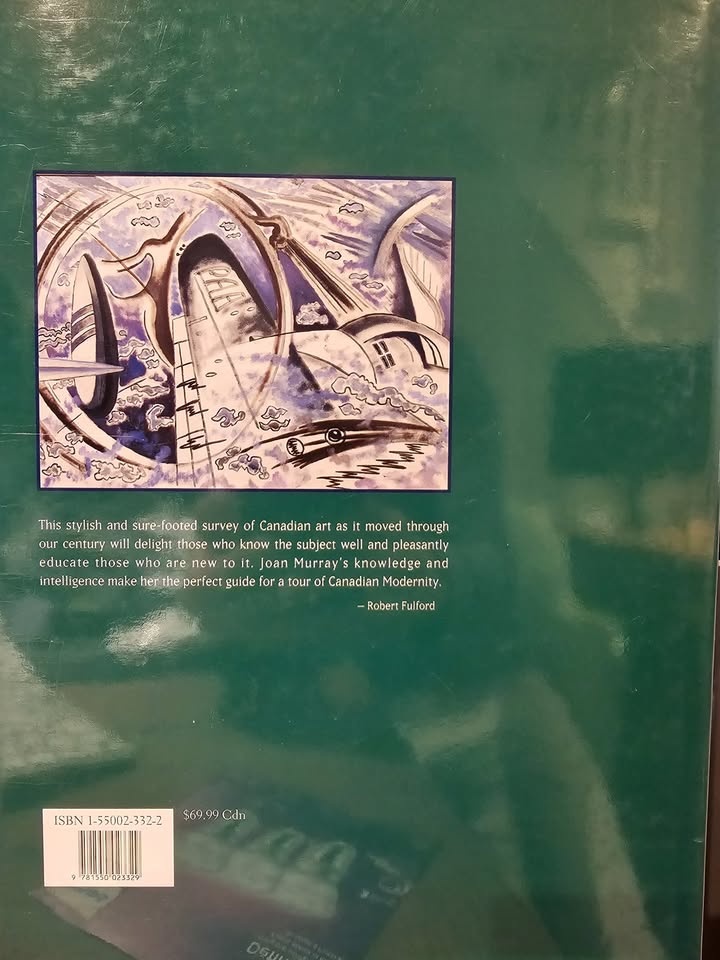 This stylish and sure-footed survey of Canadian art as it moved through
our century will delight those who know the subject well and pleasantly
educate those who are new to it. Joan Murray's knowledge and
intelligence make her the perfect guide for a tour of Canadian Modernity.
– Robert Fulford
ISBN 1-55002-332-2
$69.99 Cdn
9 781550 023329